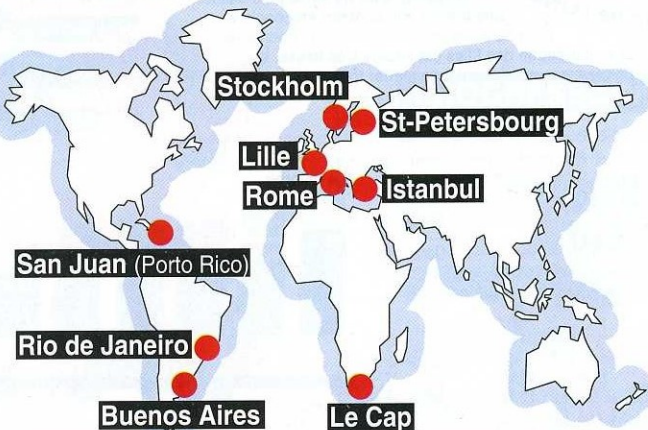 Stockholm
St-Petersbourg
Lille
Rome
Istanbul
San Juan (Porto Rico)
Rio de Janeiro
Buenos Aires
Le Cap